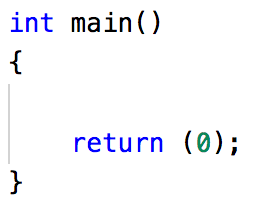 int main()
{
    return (0);
}